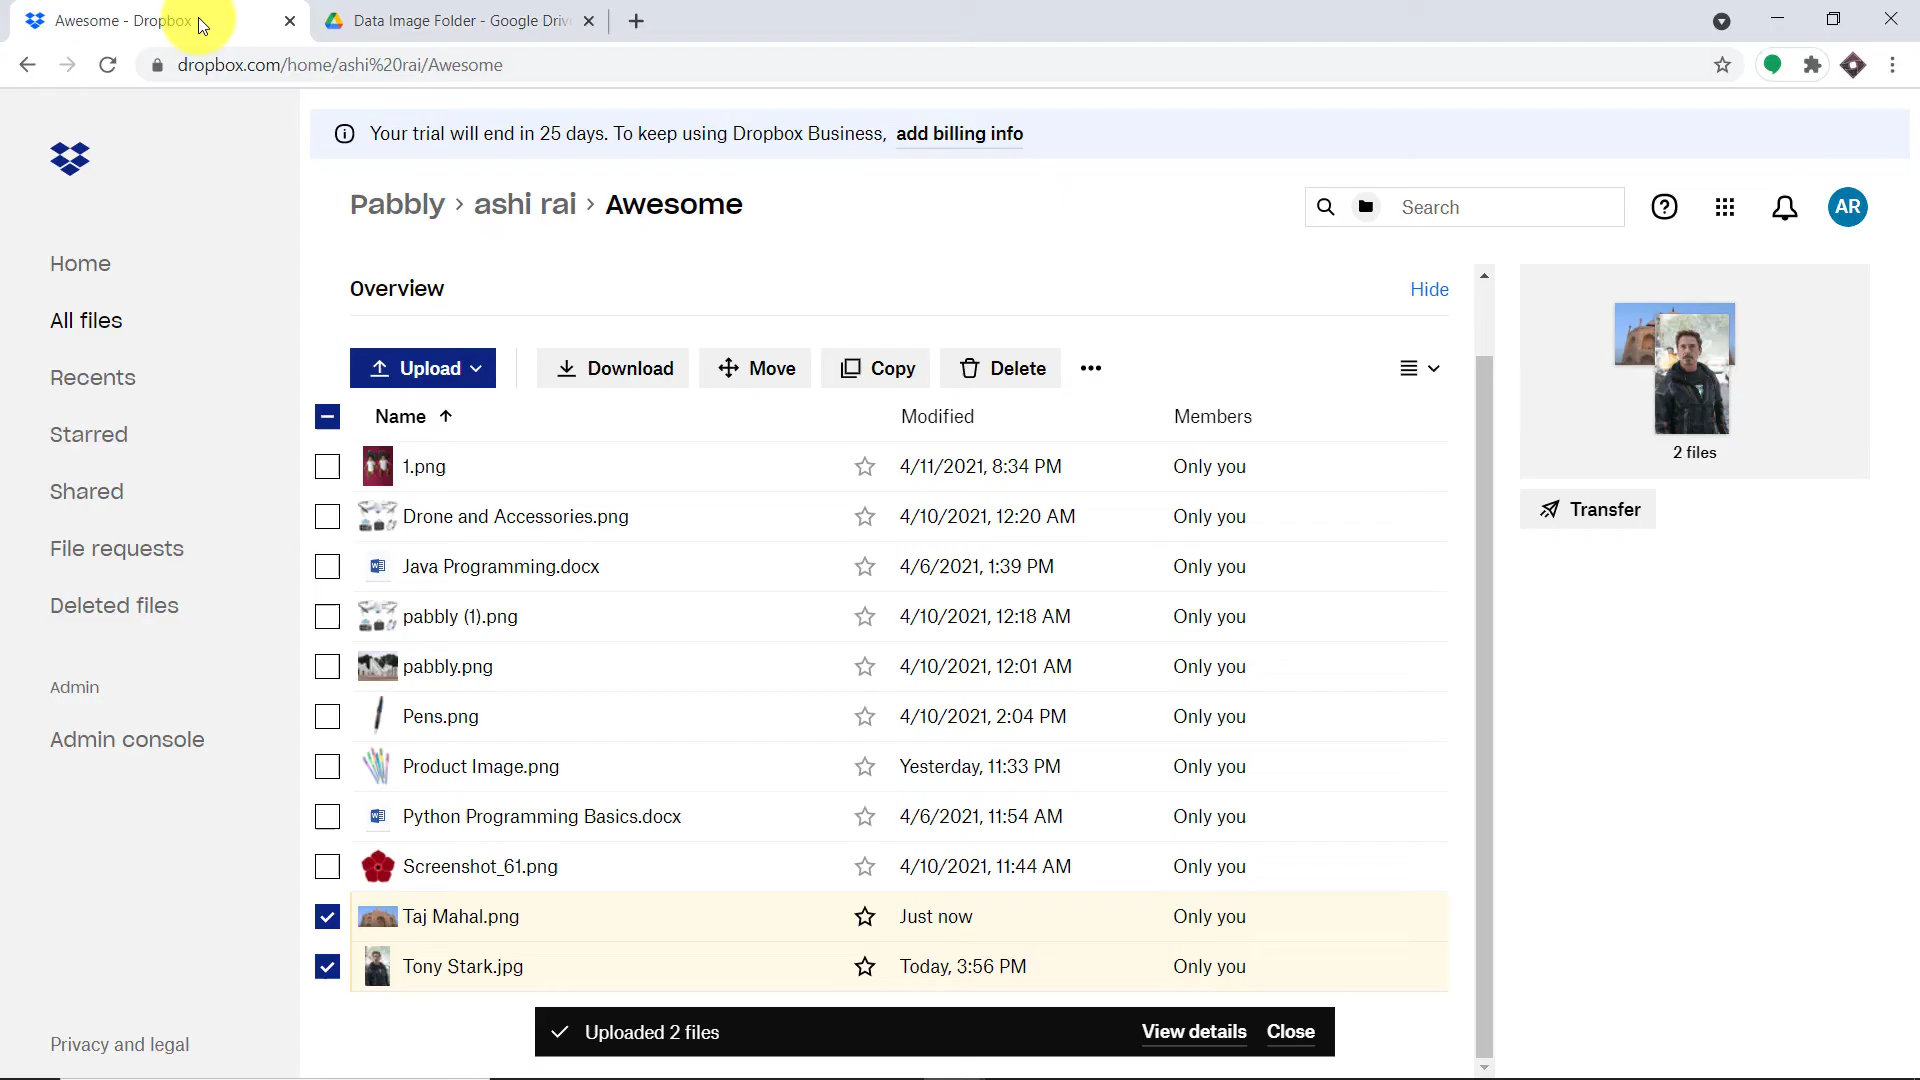 Awesome - Dropbox
Data Image Folder - Google Driv
dropbox.com/home/ashi%20rai/Awesome
Your trial will end in 25 days. To keep using Dropbox Business, add billing info
Pabbly › ashi rai › Awesome
Search
AR
Home
All files
Recents
Starred
Shared
File requests
Deleted files
Admin
Admin console
Privacy and legal
Overview
Hide
Upload
Download
Move
Copy
Delete
Name Modified Members
1.png 4/11/2021, 8:34 PM Only you
Drone and Accessories.png 4/10/2021, 12:20 AM Only you
Java Programming.docx 4/6/2021, 1:39 PM Only you
pabbly (1).png 4/10/2021, 12:18 AM Only you
pabbly.png 4/10/2021, 12:01 AM Only you
Pens.png 4/10/2021, 2:04 PM Only you
Product Image.png Yesterday, 11:33 PM Only you
Python Programming Basics.docx 4/6/2021, 11:54 AM Only you
Screenshot_61.png 4/10/2021, 11:44 AM Only you
Taj Mahal.png Just now Only you
Tony Stark.jpg Today, 3:56 PM Only you
Uploaded 2 files View details Close
2 files
Transfer